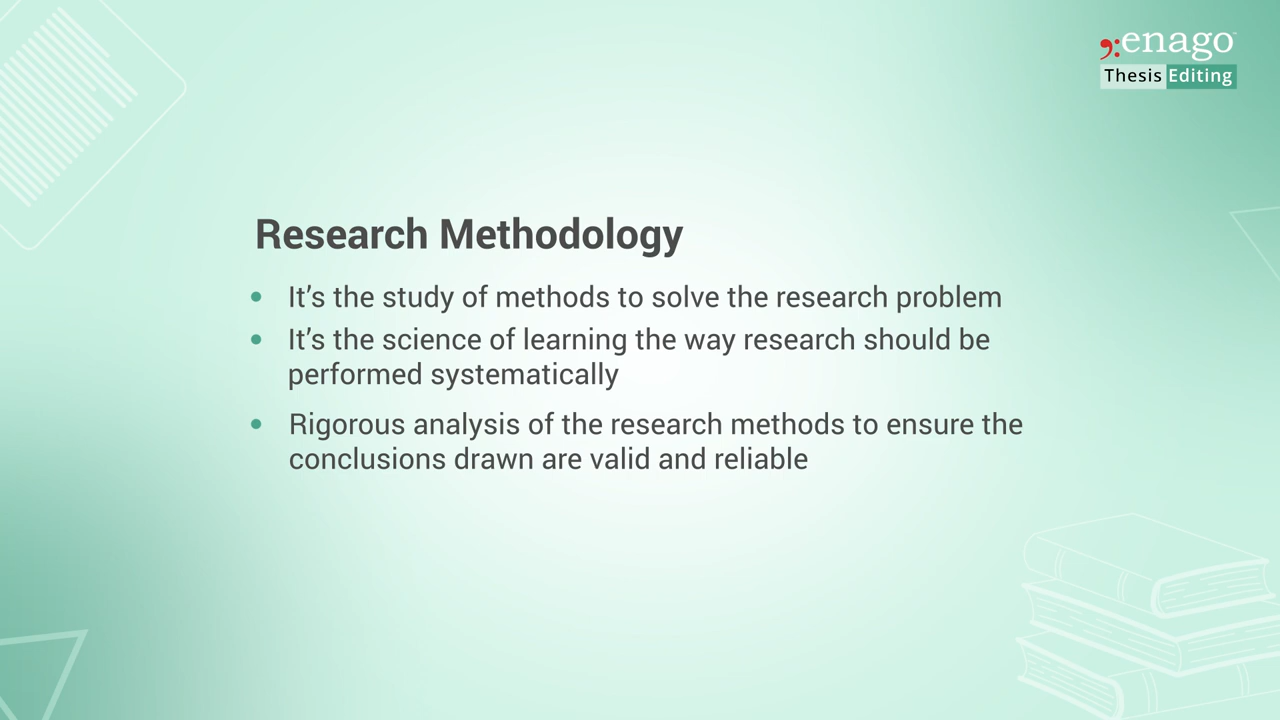 enago™
Thesis Editing
Research Methodology
• It’s the study of methods to solve the research problem
• It’s the science of learning the way research should be
performed systematically
• Rigorous analysis of the research methods to ensure the
conclusions drawn are valid and reliable